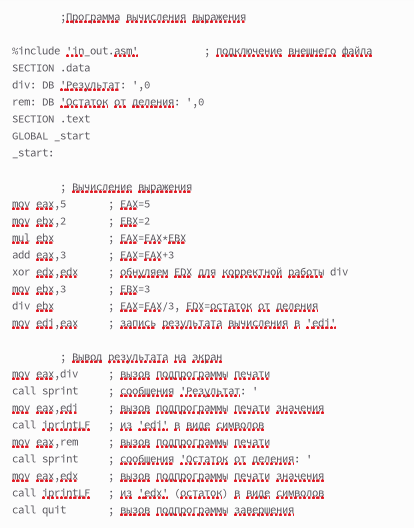 ;Программа вычисления выражения
%include 'in_out.asm' ; подключение внешнего файла
SECTION .data
div: DB 'Результат: ',0
rem: DB 'Остаток от деления: ',0
SECTION .text
GLOBAL _start
_start:
; Вычисление выражения
mov eax,5 ; EAX=5
mov ebx,2 ; EBX=2
mul ebx ; EAX=EAX*EBX
add eax,3 ; EAX=EAX+3
xor edx,edx ; обнуляем EDX для корректной работы div
mov ebx,3 ; EBX=3
div ebx ; EAX=EAX/3, EDX=остаток от деления
mov edi,eax ; запись результата вычисления в 'edi'
; Вывод результата на экран
mov eax,div ; вызов подпрограммы печати
call sprint ; сообщения 'Результат: '
mov eax,edi ; вызов подпрограммы печати значения
call iprintLF ; из 'edi' в виде символов
mov eax,rem ; вызов подпрограммы печати
call sprint ; сообщения 'Остаток от деления: '
mov eax,edx ; вызов подпрограммы печати значения
call iprintLF ; из 'edx' (остаток) в виде символов
call quit ; вызов подпрограммы завершения